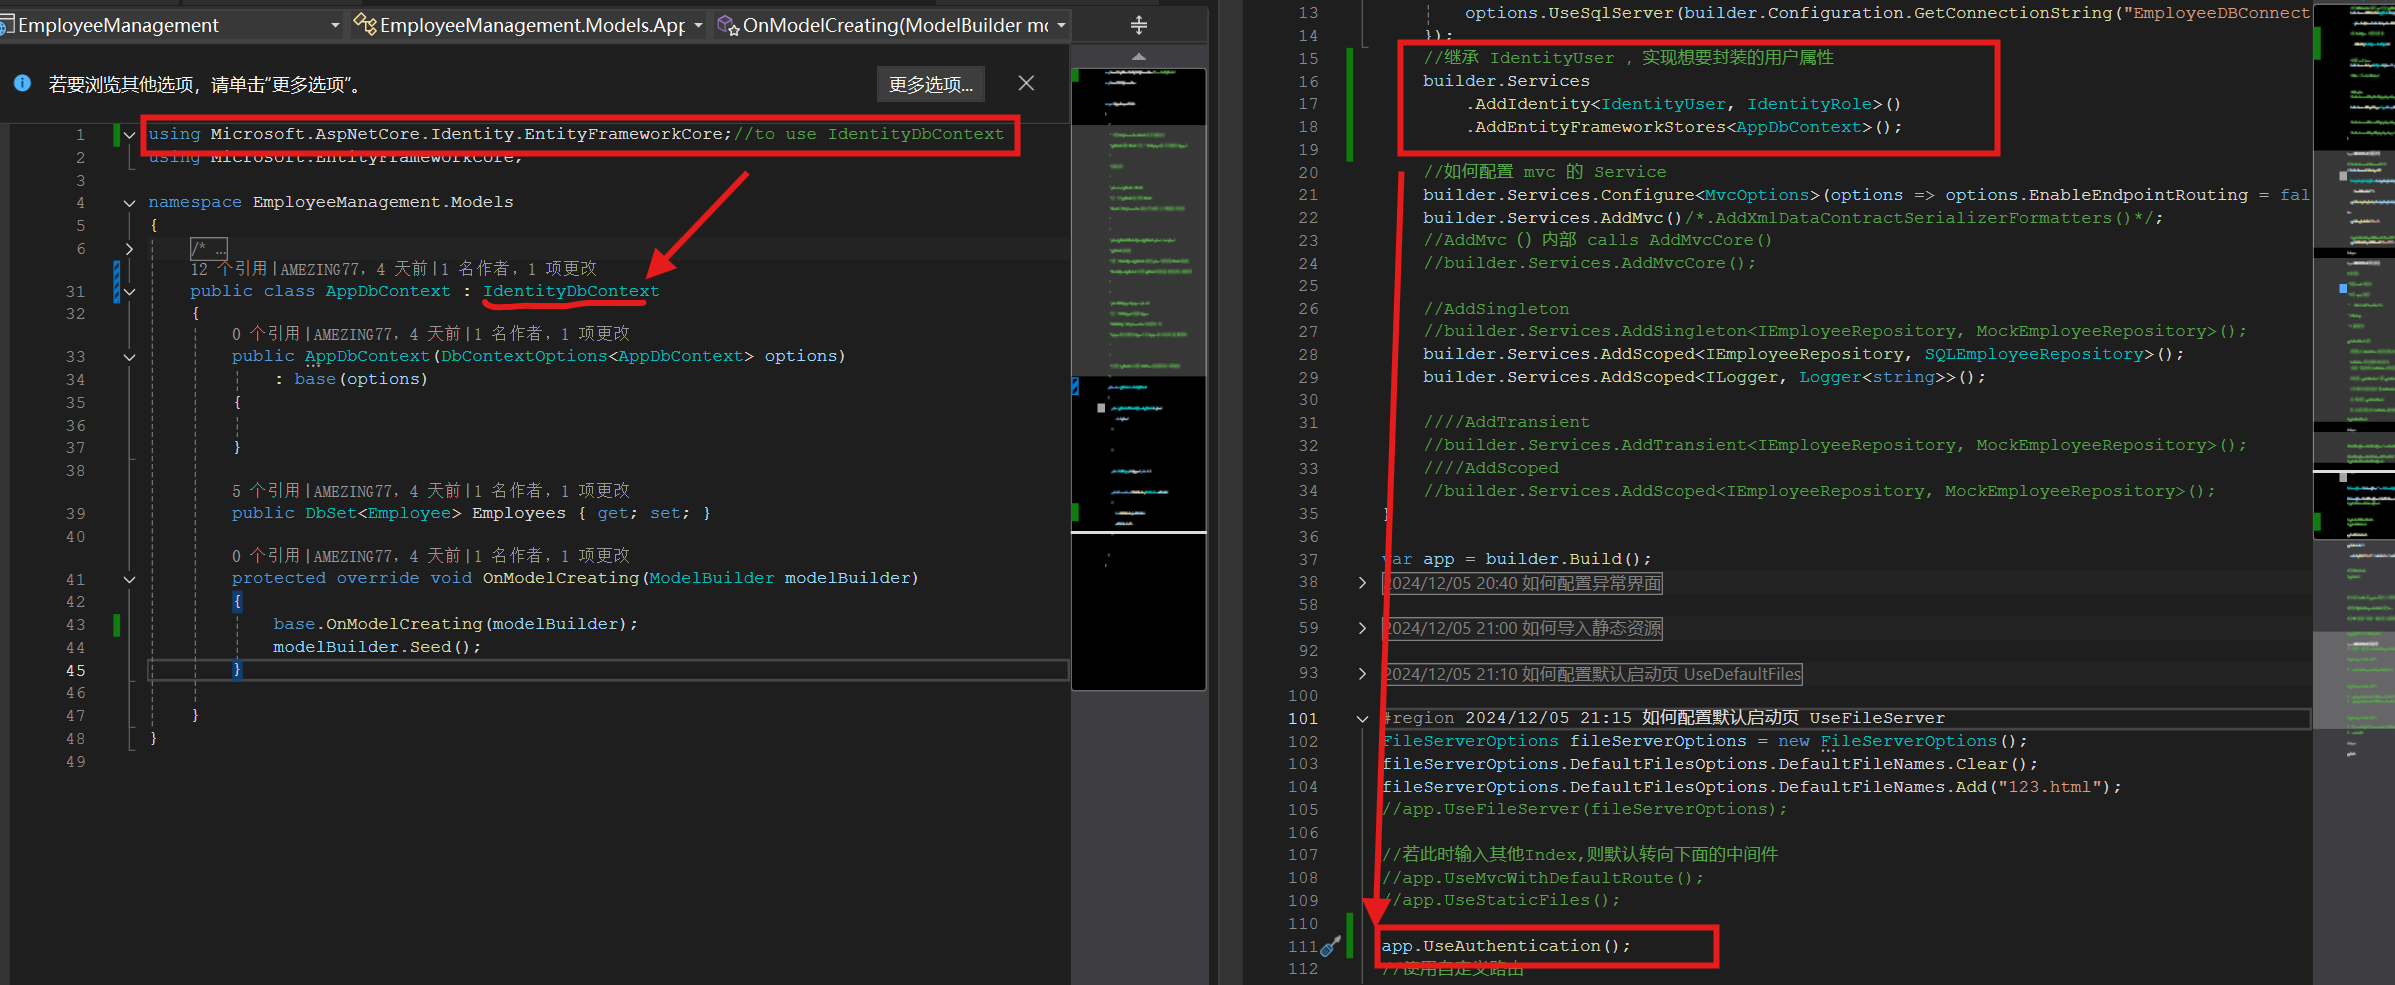 EmployeeManagement
EmployeeManagement.Models.App
OnModelCreating(ModelBuilder mo
若要浏览其他选项，请单击“更多选项”。
更多选项...
1 using Microsoft.AspNetCore.Identity.EntityFrameworkCore;//to use IdentityDbContext
2 using Microsoft.EntityFrameworkCore;
3
4 namespace EmployeeManagement.Models
5 {
6 /* ...
12 个引用|AMEZING77，4 天前|1 名作者，1 项更改
31 public class AppDbContext : IdentityDbContext
32 {
0 个引用|AMEZING77，4 天前|1 名作者，1 项更改
33 public AppDbContext(DbContextOptions<AppDbContext> options)
34 : base(options)
35 {
36
37 }
38
5 个引用|AMEZING77，4 天前|1 名作者，1 项更改
39 public DbSet<Employee> Employees { get; set; }
40
0 个引用|AMEZING77，4 天前|1 名作者，1 项更改
41 protected override void OnModelCreating(ModelBuilder modelBuilder)
42 {
43 base.OnModelCreating(modelBuilder);
44 modelBuilder.Seed();
45 }
46
47 }
48 }
49
13 options.UseSqlServer(builder.Configuration.GetConnectionString("EmployeeDBConnect
14 });
15 //继承 IdentityUser ，实现想要封装的用户属性
16 builder.Services
17 .AddIdentity<IdentityUser, IdentityRole>()
18 .AddEntityFrameworkStores<AppDbContext>();
19
20 //如何配置 mvc 的 Service
21 builder.Services.Configure<MvcOptions>(options => options.EnableEndpointRouting = fal
22 builder.Services.AddMvc()/*.AddXmlDataContractSerializerFormatters()*/;
23 //AddMvc（）内部 calls AddMvcCore()
24 //builder.Services.AddMvcCore();
25
26 //AddSingleton
27 //builder.Services.AddSingleton<IEmployeeRepository, MockEmployeeRepository>();
28 builder.Services.AddScoped<IEmployeeRepository, SQLEmployeeRepository>();
29 builder.Services.AddScoped<ILogger, Logger<string>>();
30
31 ////AddTransient
32 //builder.Services.AddTransient<IEmployeeRepository, MockEmployeeRepository>();
33 ////AddScoped
34 //builder.Services.AddScoped<IEmployeeRepository, MockEmployeeRepository>();
35 }
36
37 var app = builder.Build();
38 2024/12/05 20:40 如何配置异常界面
58
59 2024/12/05 21:00 如何导入静态资源
92
93 2024/12/05 21:10 如何配置默认启动页 UseDefaultFiles
100
101 #region 2024/12/05 21:15 如何配置默认启动页 UseFileServer
102 FileServerOptions fileServerOptions = new FileServerOptions();
103 fileServerOptions.DefaultFilesOptions.DefaultFileNames.Clear();
104 fileServerOptions.DefaultFilesOptions.DefaultFileNames.Add("123.html");
105 //app.UseFileServer(fileServerOptions);
106
107 //若此时输入其他Index,则默认转向下面的中间件
108 //app.UseMvcWithDefaultRoute();
109 //app.UseStaticFiles();
110
111 app.UseAuthentication();
112 //使用自定义路由